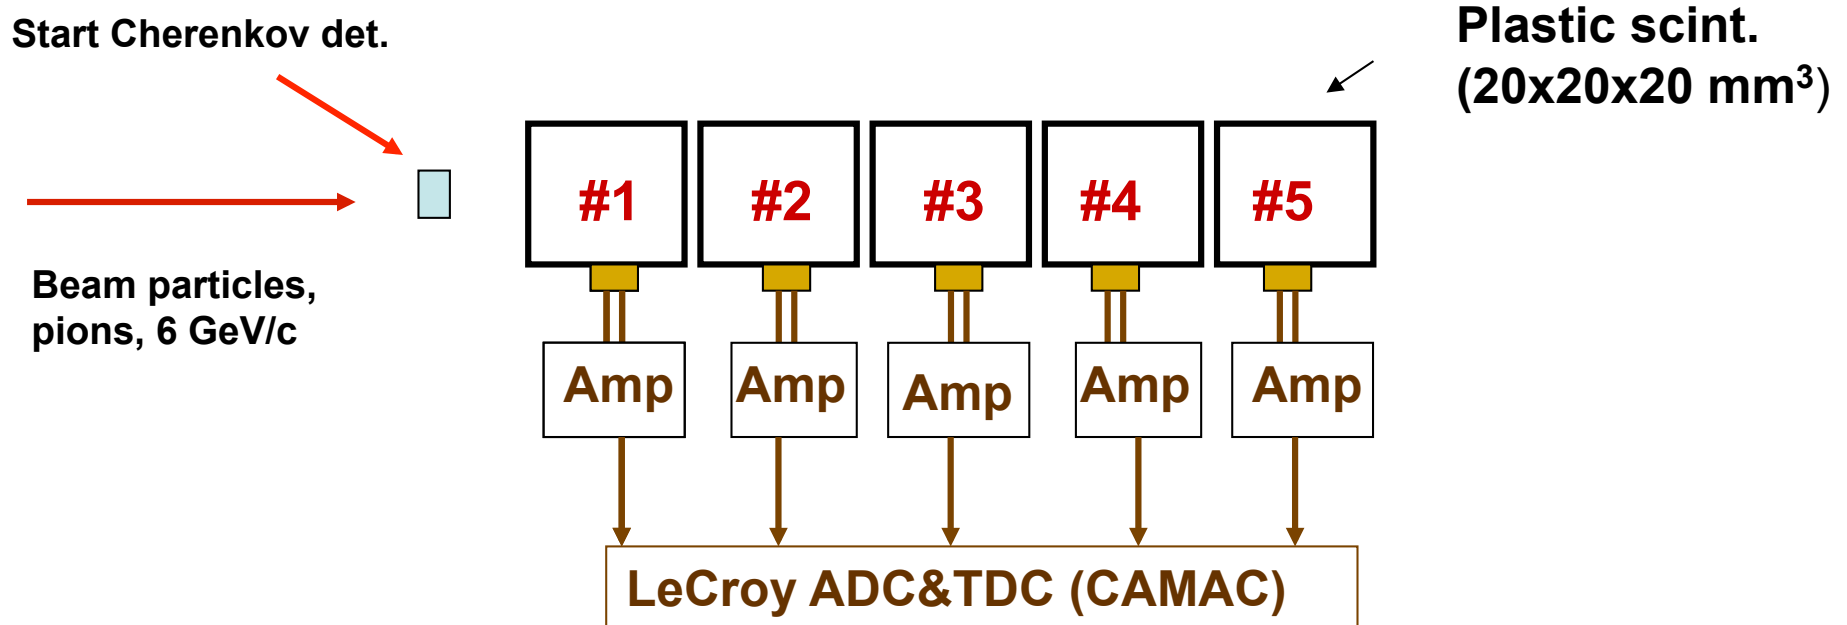 Start Cherenkov det.
Plastic scint.
(20x20x20 mm³)
#1 #2 #3 #4 #5
Beam particles,
pions, 6 GeV/c
Amp Amp Amp Amp Amp
LeCroy ADC&TDC (CAMAC)